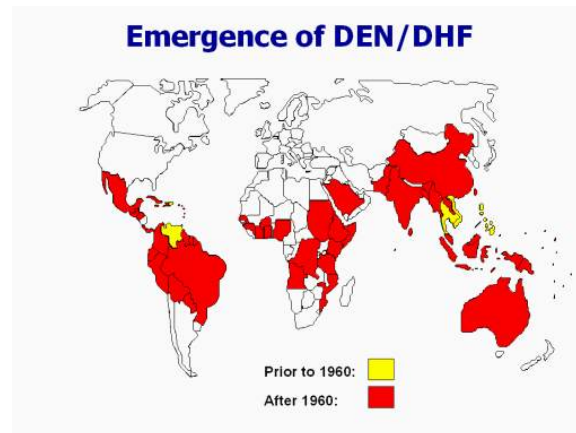 Emergence of DEN/DHF
Prior to 1960:
After 1960: